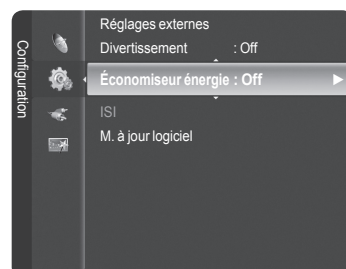 Configuration
Réglages externes
Divertissement : Off
Économiseur énergie : Off
ISI
M. à jour logiciel